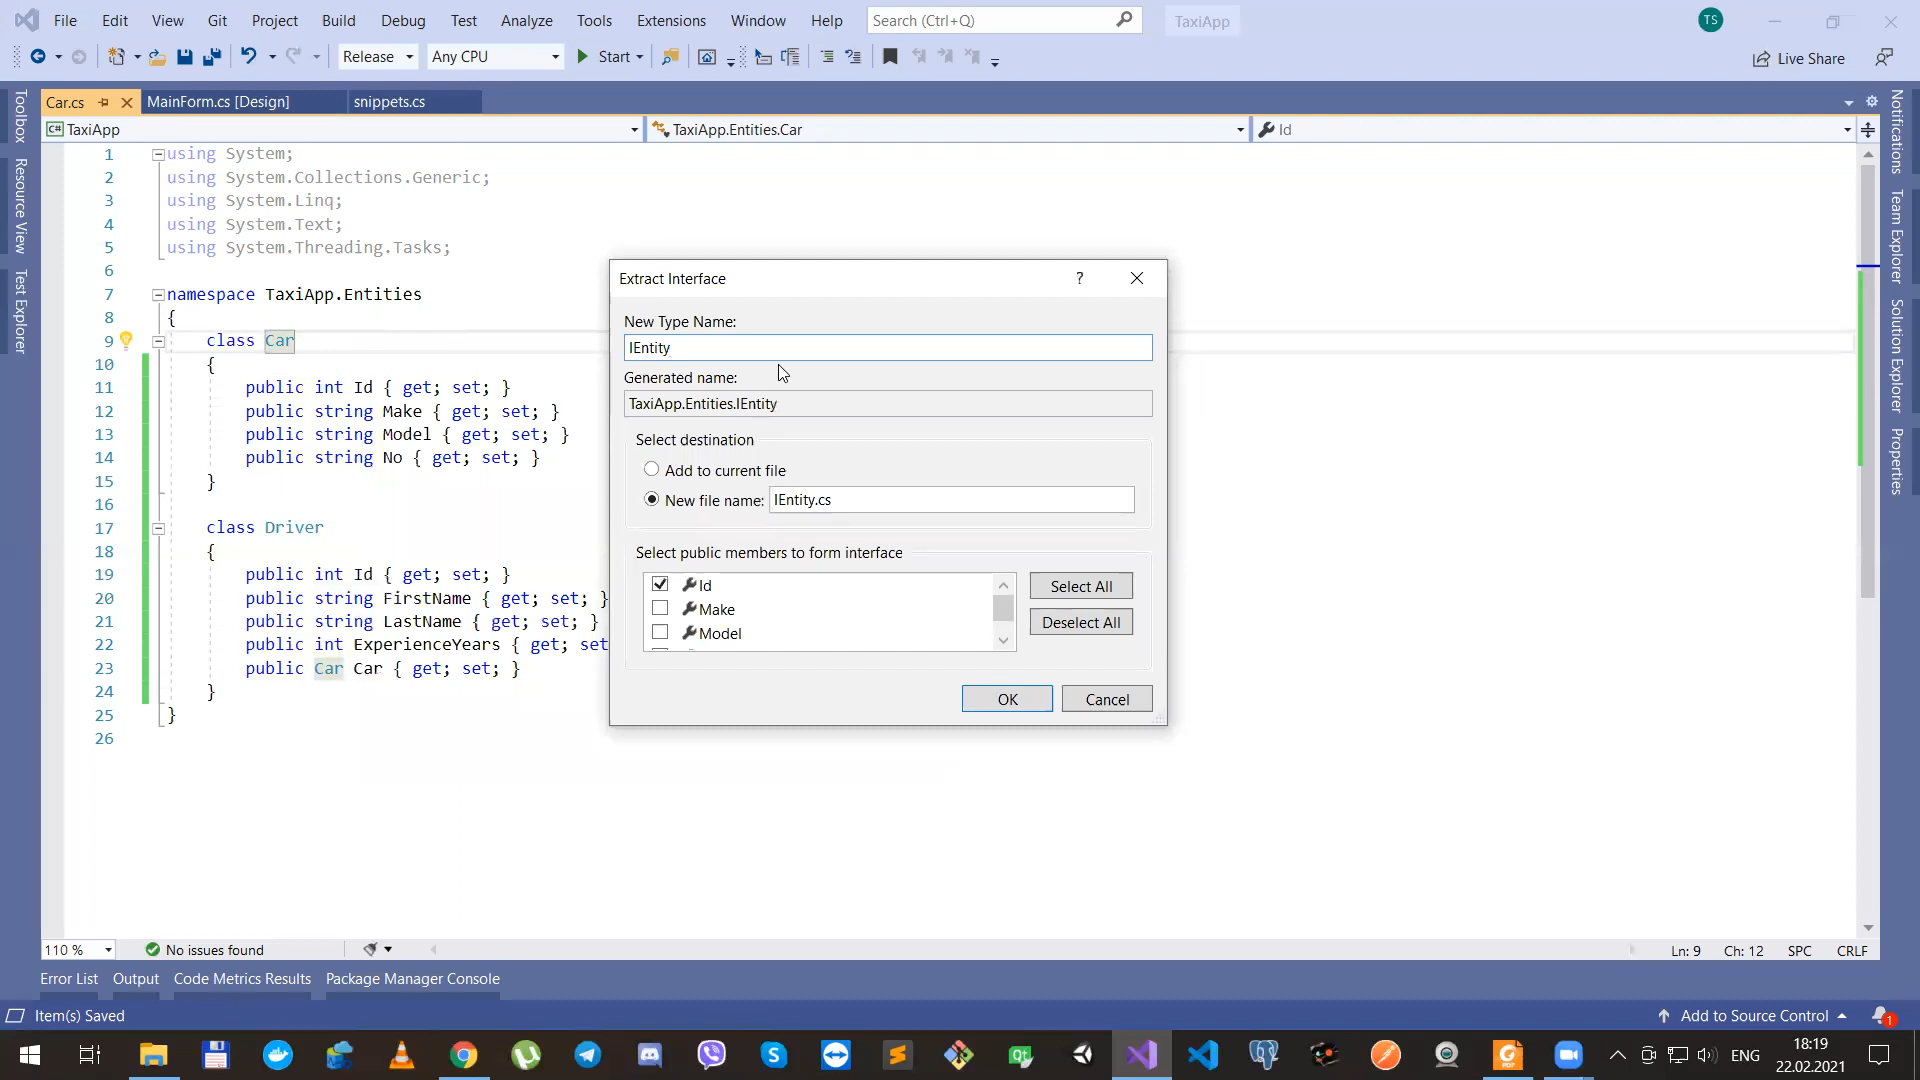 File Edit View Git Project Build Debug Test Analyze Tools Extensions Window Help Search (Ctrl+Q) TaxiApp TS
Release Any CPU Start Live Share
Car.cs MainForm.cs [Design] snippets.cs
C# TaxiApp TaxiApp.Entities.Car Id
Toolbox
Resource View
Test Explorer
Notifications
Team Explorer
Solution Explorer
Properties
1 using System;
2 using System.Collections.Generic;
3 using System.Linq;
4 using System.Text;
5 using System.Threading.Tasks;
6
7 namespace TaxiApp.Entities
8 {
9 class Car
10 {
11 public int Id { get; set; }
12 public string Make { get; set; }
13 public string Model { get; set; }
14 public string No { get; set; }
15 }
16
17 class Driver
18 {
19 public int Id { get; set; }
20 public string FirstName { get; set; }
21 public string LastName { get; set; }
22 public int ExperienceYears { get; set
23 public Car Car { get; set; }
24 }
25 }
26
Extract Interface ?
New Type Name:
IEntity
Generated name:
TaxiApp.Entities.IEntity
Select destination
Add to current file
New file name: IEntity.cs
Select public members to form interface
Id
Make
Model
Select All
Deselect All
OK Cancel
110 % No issues found Ln: 9 Ch: 12 SPC CRLF
Error List Output Code Metrics Results Package Manager Console
Item(s) Saved Add to Source Control 1
ENG 18:19
22.02.2021